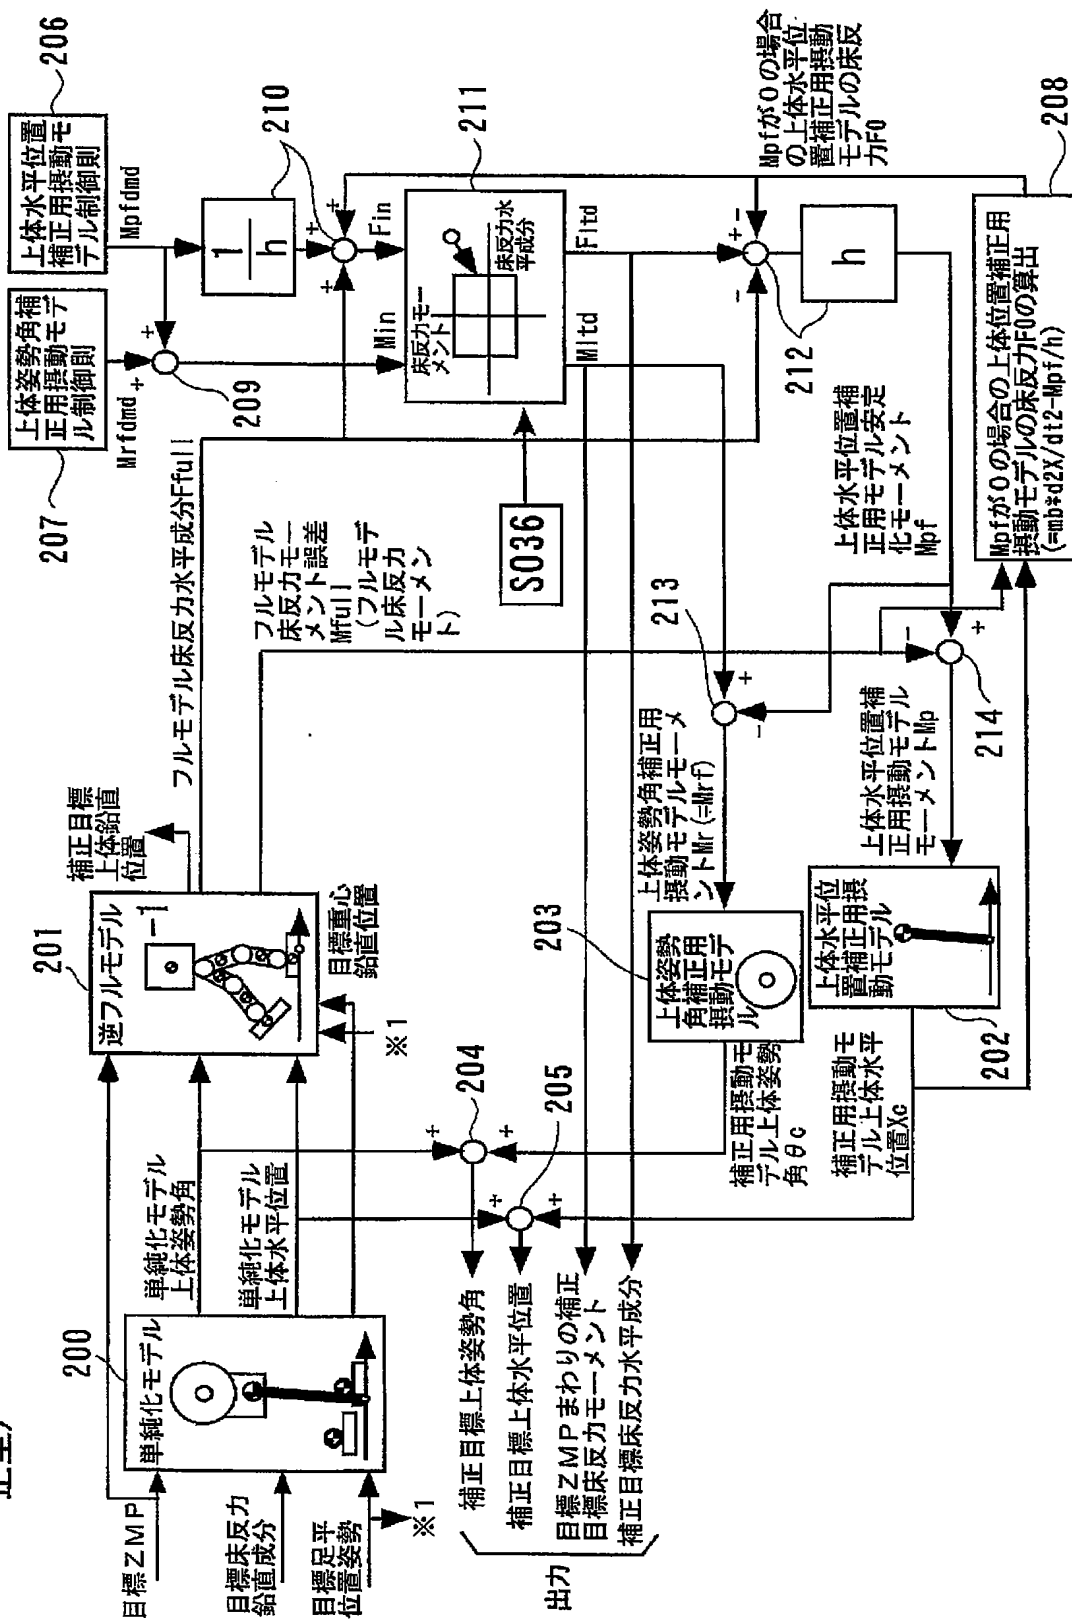 目標ZMP
目標床反力
鉛直成分
目標足平
位置姿勢
※1
200
単純化モデル
単純化モデル
上体姿勢角
単純化モデル
上体水平位置
201
逆フルモデル
-1
※1
目標重心
鉛直位置
補正目標
上体鉛直
位置
フルモデル床反力水平成分Ffull
フルモデル
床反力モー
メント誤差
Mfull
(フルモデ
ル床反力
モーメン
ト)
207
上体姿勢角補
正用摂動モデ
ル制御則
Mrfdmd
206
上体水平位置
補正用摂動モ
デル制御則
Mpfdmd
+
+
209
1
h
210
+
+
+
Fin
Min
211
床反力モー
メント
床反力水
平成分
S036
Fltd
Mltd
Mpfが0の場合
の上体水平位
置補正用摂動
モデルの床反
力F0
+
-
-
212
h
上体水平位置補
正用モデル安定
化モーメント
Mpf
208
Mpfが0の場合の上体位置補正用
摂動モデルの床反力F0の算出
(=mb*d2X/dt2-Mpf/h)
213
+
-
214
-
+
上体姿勢角補正用
摂動モデルモーメ
ントMr(=Mrf)
上体水平位置補
正用摂動モデル
モーメントMp
203
上体姿勢
角補正用
摂動モデ
ル
上体水平位
置補正用摂
動モデル
202
補正用摂動モ
デル上体姿勢
角θc
補正用摂動モ
デル上体水平
位置Xc
204
+
+
205
+
+
出力
補正目標上体姿勢角
補正目標上体水平位置
目標ZMPまわりの補正
目標床反力モーメント
補正目標床反力水平成分